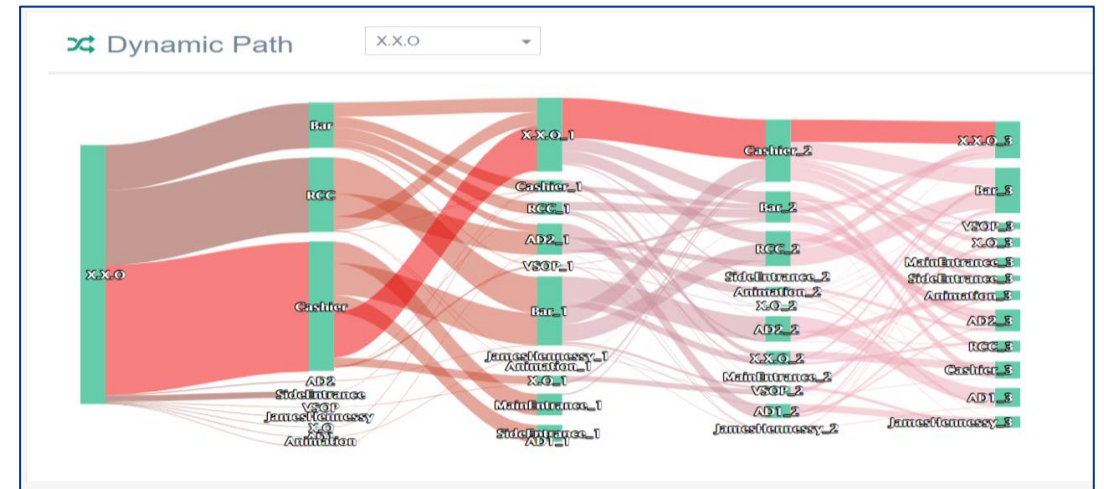 Dynamic Path
X.X.O
X.X.O
Bar
RCC
Cashier
AD2
SideEntrance
VSOP
JamesHennessy
X.O
AD1
Animation
X.X.O_1
Cashier_1
RCC_1
AD2_1
VSOP_1
Bar_1
JamesHennessy_1
Animation_1
X.O_1
MainEntrance_1
SideEntrance_1
AD1_1
Cashier_2
Bar_2
RCC_2
SideEntrance_2
Animation_2
X.O_2
AD2_2
X.X.O_2
MainEntrance_2
VSOP_2
AD1_2
JamesHennessy_2
X.X.O_3
Bar_3
VSOP_3
X.O_3
MainEntrance_3
SideEntrance_3
Animation_3
AD2_3
RCC_3
Cashier_3
AD1_3
JamesHennessy_3